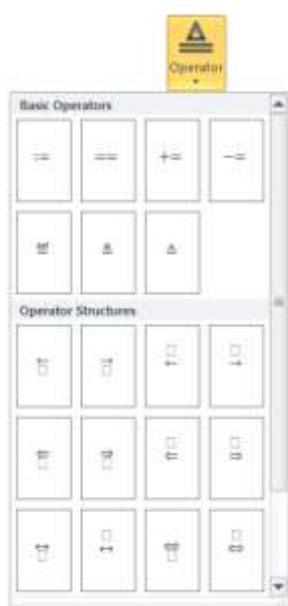 Operator
Basic Operators
:= == += -=
Operator Structures